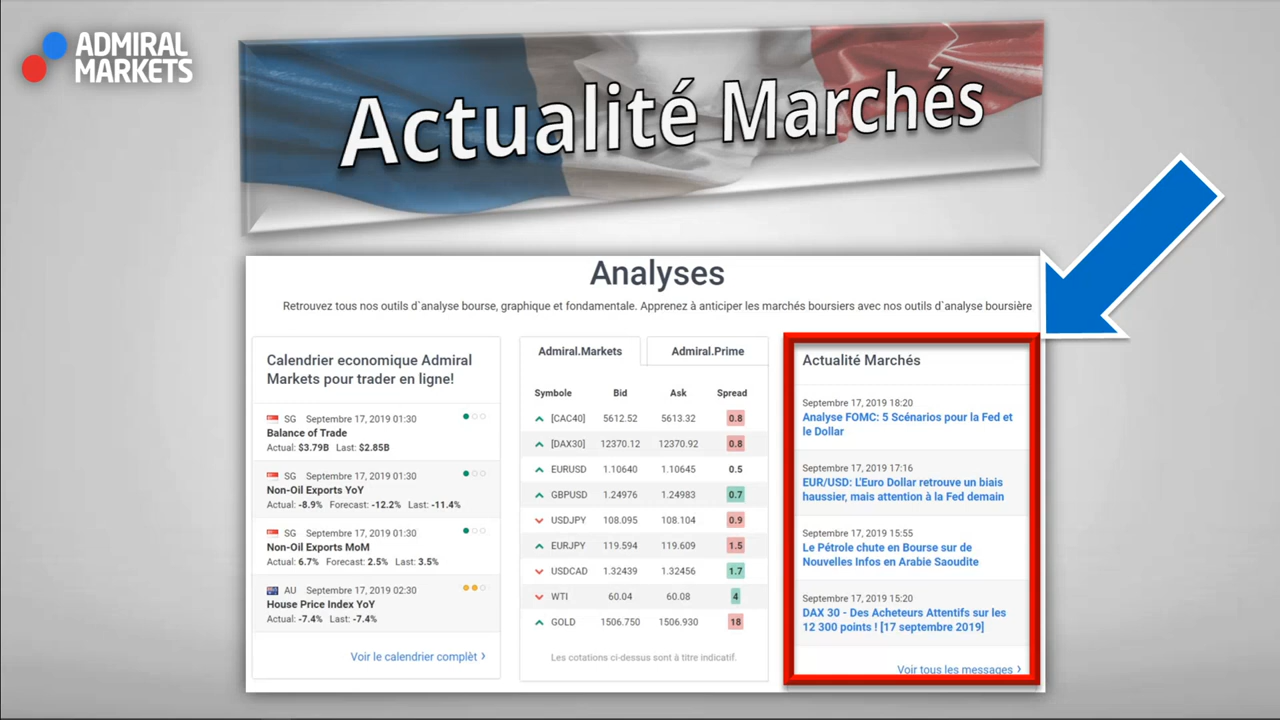 ADMIRAL
MARKETS
Actualité Marchés
Analyses
Retrouvez tous nos outils d`analyse bourse, graphique et fondamentale. Apprenez à anticiper les marchés boursiers avec nos outils d`analyse boursière
Calendrier economique Admiral
Markets pour trader en ligne!
SG Septembre 17, 2019 01:30
Balance of Trade
Actual: $3.79B Last: $2.85B
SG Septembre 17, 2019 01:30
Non-Oil Exports YoY
Actual: -8.9% Forecast: -12.2% Last: -11.4%
SG Septembre 17, 2019 01:30
Non-Oil Exports MoM
Actual: 6.7% Forecast: 2.5% Last: 3.5%
AU Septembre 17, 2019 02:30
House Price Index YoY
Actual: -7.4% Last: -7.4%
Voir le calendrier complèt ›
Admiral.Markets Admiral.Prime
Symbole Bid Ask Spread
[CAC40] 5612.52 5613.32 0.8
[DAX30] 12370.12 12370.92 0.8
EURUSD 1.10640 1.10645 0.5
GBPUSD 1.24976 1.24983 0.7
USDJPY 108.095 108.104 0.9
EURJPY 119.594 119.609 1.5
USDCAD 1.32439 1.32456 1.7
WTI 60.04 60.08 4
GOLD 1506.750 1506.930 18
Les cotations ci-dessus sont à titre indicatif.
Actualité Marchés
Septembre 17, 2019 18:20
Analyse FOMC: 5 Scénarios pour la Fed et
le Dollar
Septembre 17, 2019 17:16
EUR/USD: L'Euro Dollar retrouve un biais
haussier, mais attention à la Fed demain
Septembre 17, 2019 15:55
Le Pétrole chute en Bourse sur de
Nouvelles Infos en Arabie Saoudite
Septembre 17, 2019 15:20
DAX 30 - Des Acheteurs Attentifs sur les
12 300 points ! [17 septembre 2019]
Voir tous les messages ›